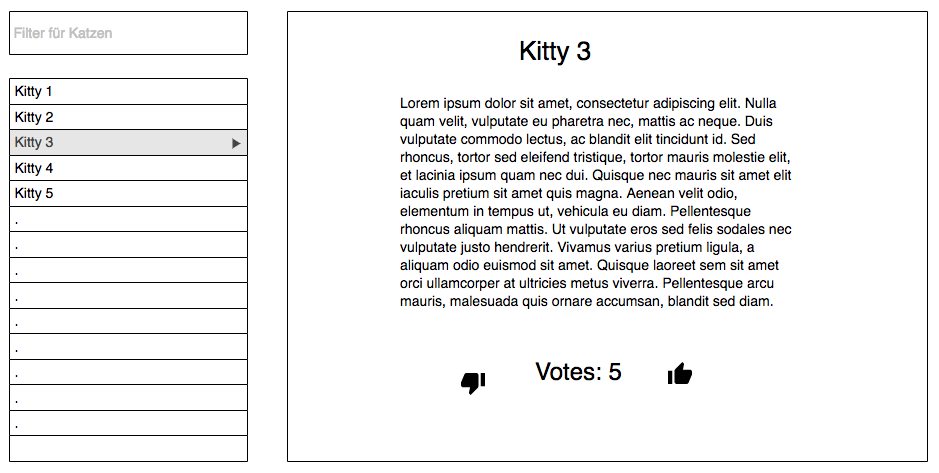 Filter für Katzen
Kitty 1
Kitty 2
Kitty 3
Kitty 4
Kitty 5
.
.
.
.
.
.
.
.
.
Kitty 3
Lorem ipsum dolor sit amet, consectetur adipiscing elit. Nulla
quam velit, vulputate eu pharetra nec, mattis ac neque. Duis
vulputate commodo lectus, ac blandit elit tincidunt id. Sed
rhoncus, tortor sed eleifend tristique, tortor mauris molestie elit,
et lacinia ipsum quam nec dui. Quisque nec mauris sit amet elit
iaculis pretium sit amet quis magna. Aenean velit odio,
elementum in tempus ut, vehicula eu diam. Pellentesque
rhoncus aliquam mattis. Ut vulputate eros sed felis sodales nec
vulputate justo hendrerit. Vivamus varius pretium ligula, a
aliquam odio euismod sit amet. Quisque laoreet sem sit amet
orci ullamcorper at ultricies metus viverra. Pellentesque arcu
mauris, malesuada quis ornare accumsan, blandit sed diam.
Votes: 5